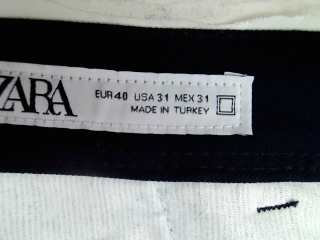 ZARA
EUR 40 USA 31 MEX 31
MADE IN TURKEY